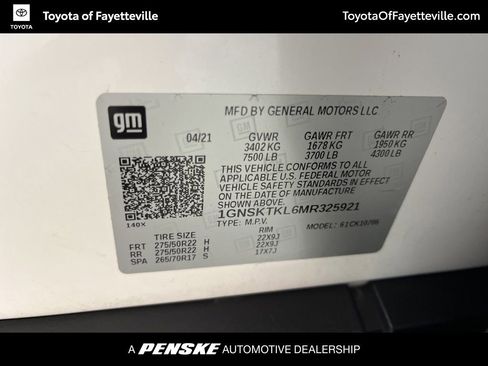 TOYOTA
Toyota of Fayetteville
ToyotaOfFayetteville.com
gm
MFD BY GENERAL MOTORS LLC
04/21 GVWR GAWR FRT GAWR RR
3402 KG 1678 KG 1950 KG
7500 LB 3700 LB 4300 LB
THIS VEHICLE CONFORMS TO ALL
APPLICABLE U.S. FEDERAL MOTOR
VEHICLE SAFETY STANDARDS IN
EFFECT ON THE DATE OF
MANUFACTURE SHOWN ABOVE.
1GNSKTKL6MR325921
TYPE: M.P.V. MODEL: 61CK10706
I40X
TIRE SIZE RIM
FRT 275/50R22 H 22X9J
RR 275/50R22 H 22X9J
SPA 265/70R17 S 17X7J
A PENSKE AUTOMOTIVE DEALERSHIP